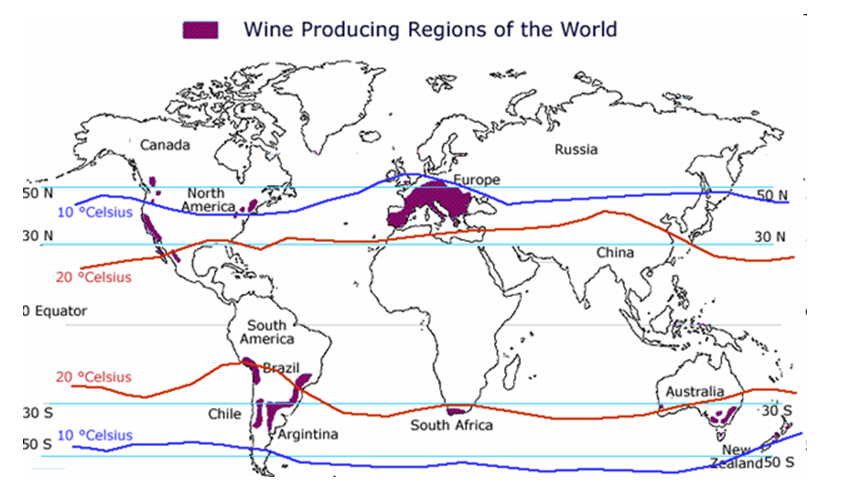 Wine Producing Regions of the World
Canada
Russia
Europe
50 N
North
America
50 N
10 °Celsius
30 N
30 N
China
20 °Celsius
0 Equator
South
America
Brazil
20 °Celsius
Australia
30 S
Chile
30 S
South Africa
Argintina
10 °Celsius
50 S
New
Zealand
50 S